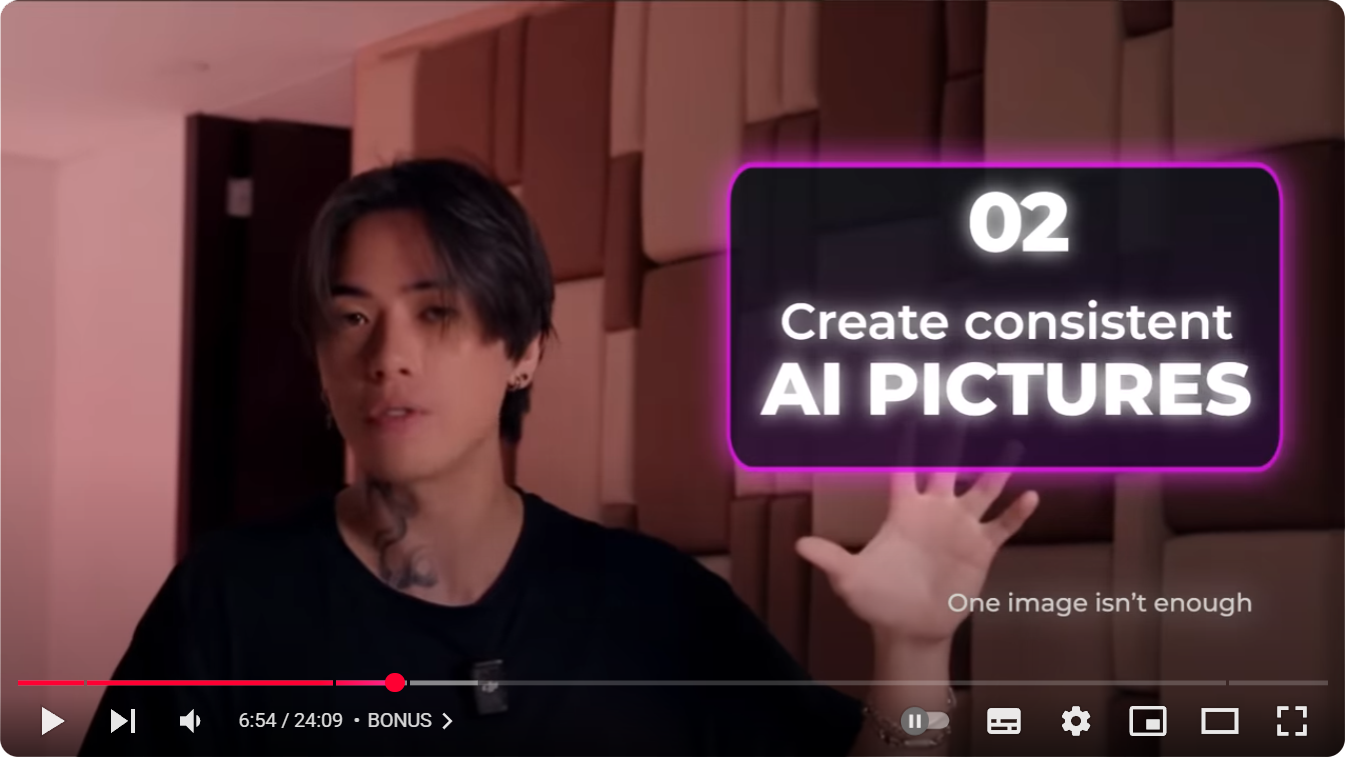 02
Create consistent
AI PICTURES
One image isn’t enough
6:54 / 24:09 • BONUS